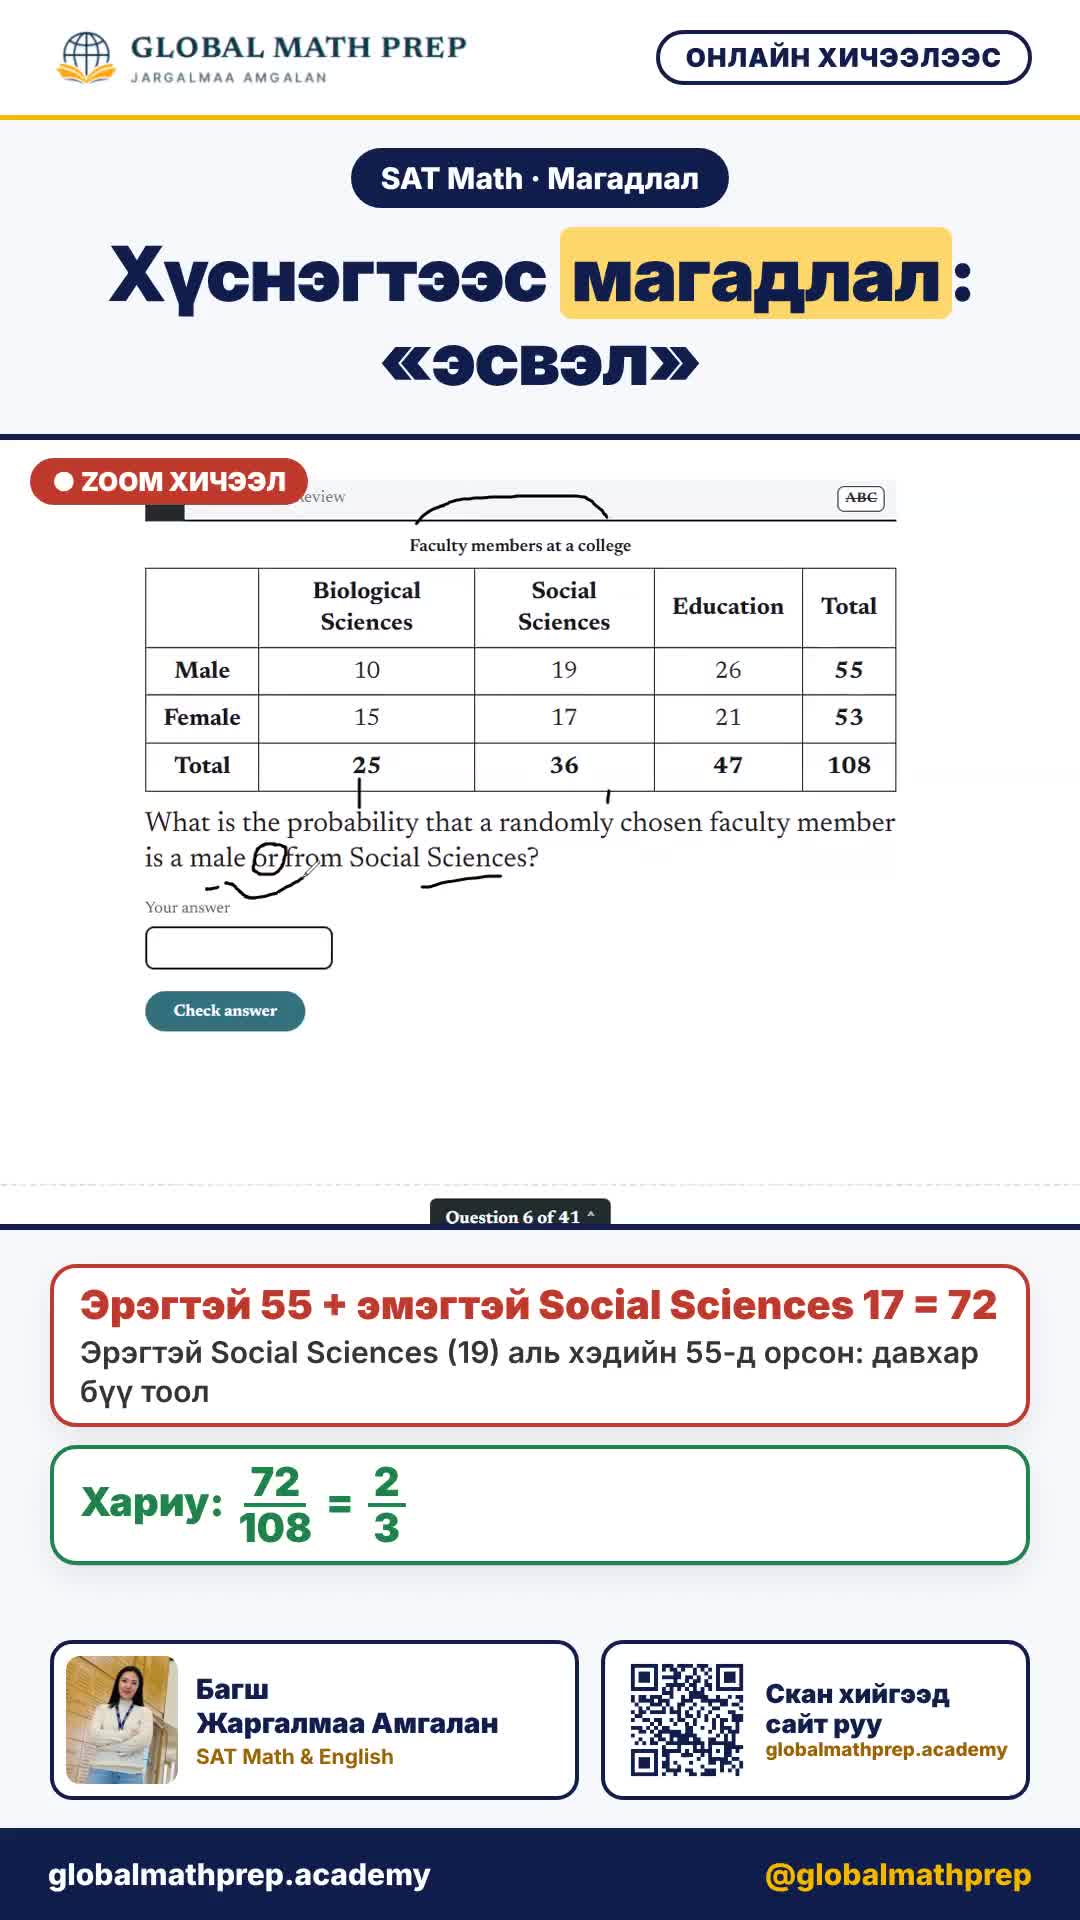 GLOBAL MATH PREP
JARGALMAA AMGALAN
ОНЛАЙН ХИЧЭЭЛЭЭС
SAT Math · Магадлал
Хүснэгтээс магадлал:
«эсвэл»
ZOOM ХИЧЭЭЛ
ABC
Faculty members at a college
Biological Sciences Social Sciences Education Total
Male 10 19 26 55
Female 15 17 21 53
Total 25 36 47 108
What is the probability that a randomly chosen faculty member
is a male or from Social Sciences?
Your answer
Check answer
Question 6 of 41
Эрэгтэй 55 + эмэгтэй Social Sciences 17 = 72
Эрэгтэй Social Sciences (19) аль хэдийн 55-д орсон: давхар
бүү тоол
Хариу: 72/108 = 2/3
Багш
Жаргалмаа Амгалан
SAT Math & English
Скан хийгээд
сайт руу
globalmathprep.academy
globalmathprep.academy
@globalmathprep